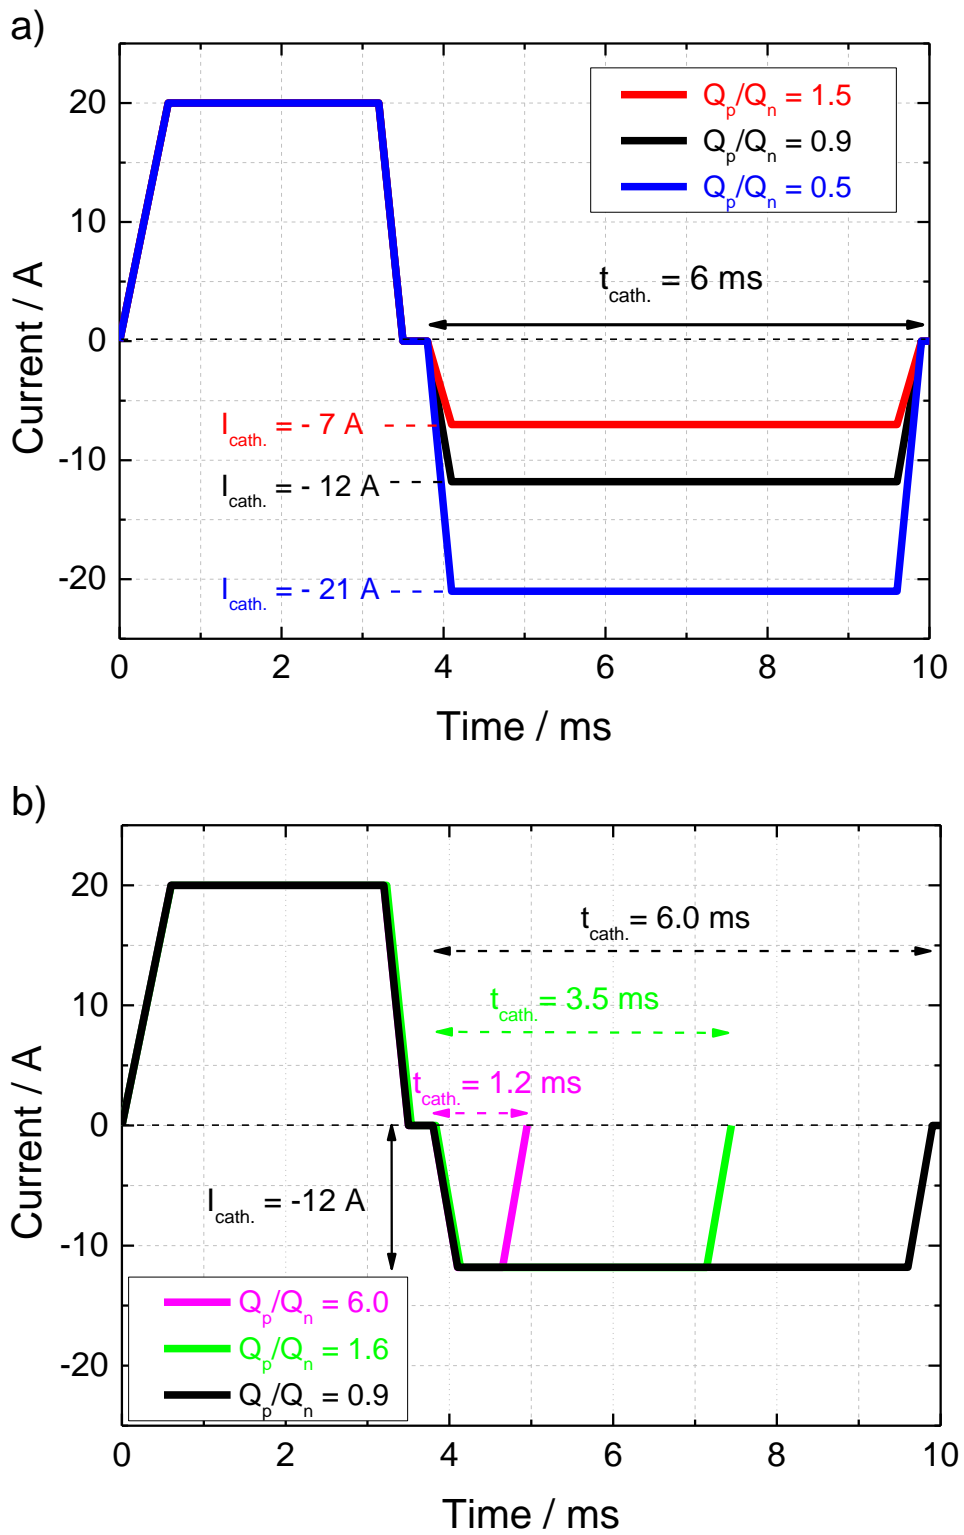 a)
20
10
0
-10
-20
Current / A
Q_p/Q_n = 1.5
Q_p/Q_n = 0.9
Q_p/Q_n = 0.5
t_cath. = 6 ms
I_cath. = - 7 A
I_cath. = - 12 A
I_cath. = - 21 A
0 2 4 6 8 10
Time / ms
b)
20
10
0
-10
-20
Current / A
t_cath. = 6.0 ms
t_cath. = 3.5 ms
t_cath. = 1.2 ms
I_cath. = -12 A
Q_p/Q_n = 6.0
Q_p/Q_n = 1.6
Q_p/Q_n = 0.9
0 2 4 6 8 10
Time / ms